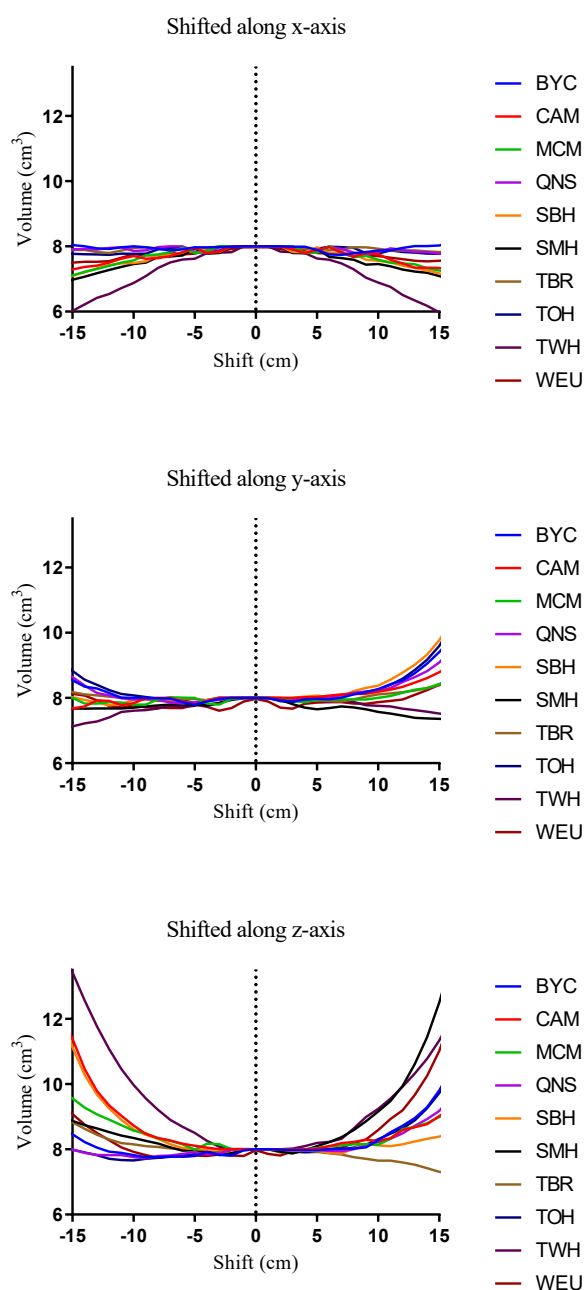 Shifted along x-axis
Volume (cm³)
12
10
8
6
-15 -10 -5 0 5 10 15
Shift (cm)
BYC
CAM
MCM
QNS
SBH
SMH
TBR
TOH
TWH
WEU
Shifted along y-axis
Volume (cm³)
12
10
8
6
-15 -10 -5 0 5 10 15
Shift (cm)
BYC
CAM
MCM
QNS
SBH
SMH
TBR
TOH
TWH
WEU
Shifted along z-axis
Volume (cm³)
12
10
8
6
-15 -10 -5 0 5 10 15
Shift (cm)
BYC
CAM
MCM
QNS
SBH
SMH
TBR
TOH
TWH
WEU